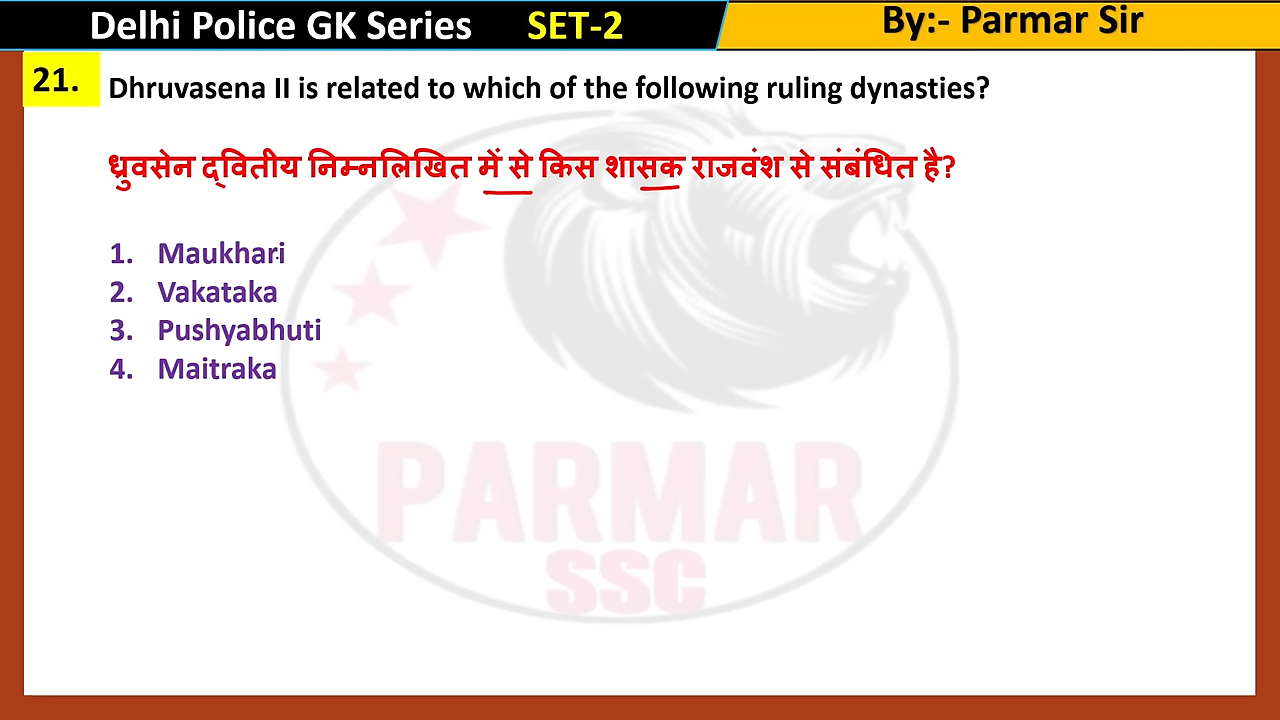 Delhi Police GK Series SET-2 By:- Parmar Sir
21. Dhruvasena II is related to which of the following ruling dynasties?
ध्रुवसेन द्वितीय निम्नलिखित में से किस शासक राजवंश से संबंधित है?
1. Maukhari
2. Vakataka
3. Pushyabhuti
4. Maitraka
PARMAR
SSC